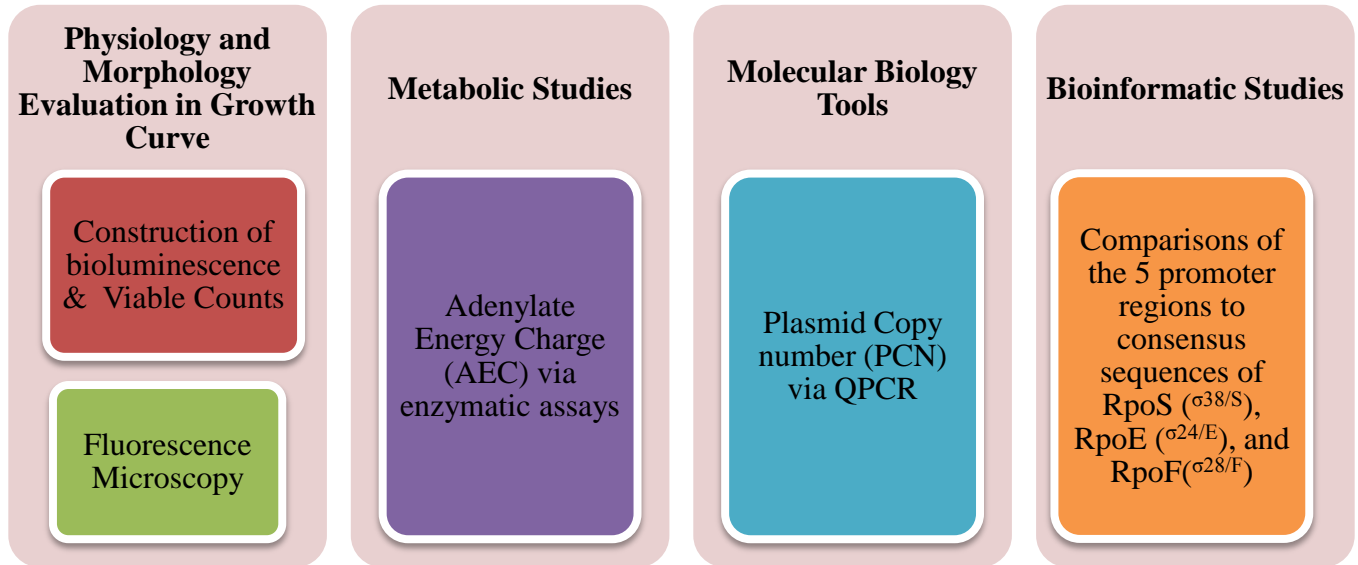 Physiology and
Morphology
Evaluation in Growth
Curve
Construction of
bioluminescence
& Viable Counts
Fluorescence
Microscopy
Metabolic Studies
Adenylate
Energy Charge
(AEC) via
enzymatic assays
Molecular Biology
Tools
Plasmid Copy
number (PCN)
via QPCR
Bioinformatic Studies
Comparisons of
the 5 promoter
regions to
consensus
sequences of
RpoS (σ38/S),
RpoE (σ24/E), and
RpoF(σ28/F)